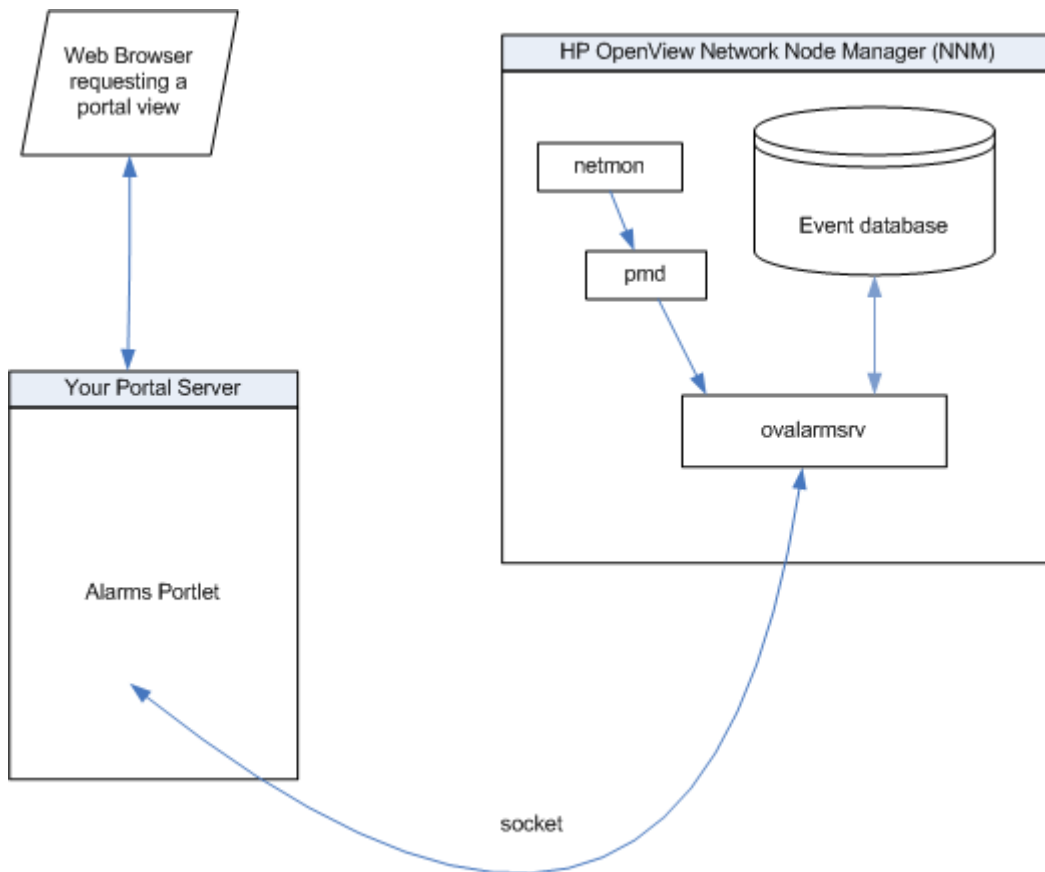 Web Browser
requesting a
portal view
HP OpenView Network Node Manager (NNM)
netmon
Event database
pmd
Your Portal Server
ovalarmsrv
Alarms Portlet
socket